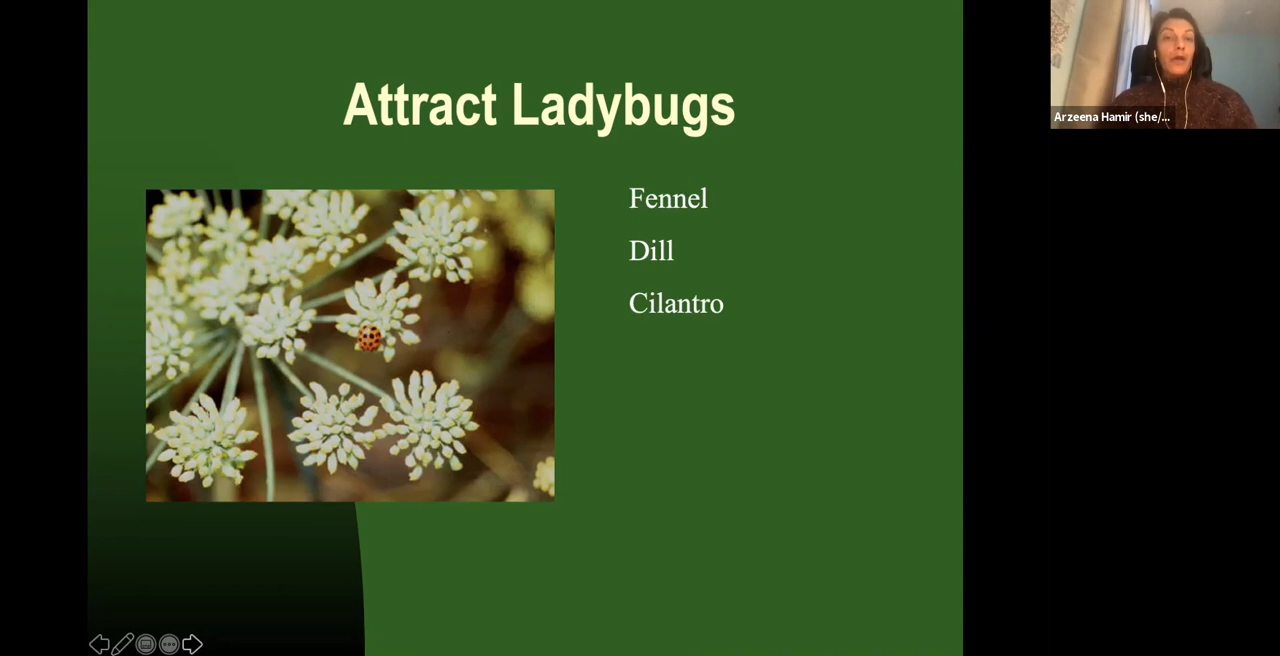 Attract Ladybugs
Fennel
Dill
Cilantro
Arzeena Hamir (she/...